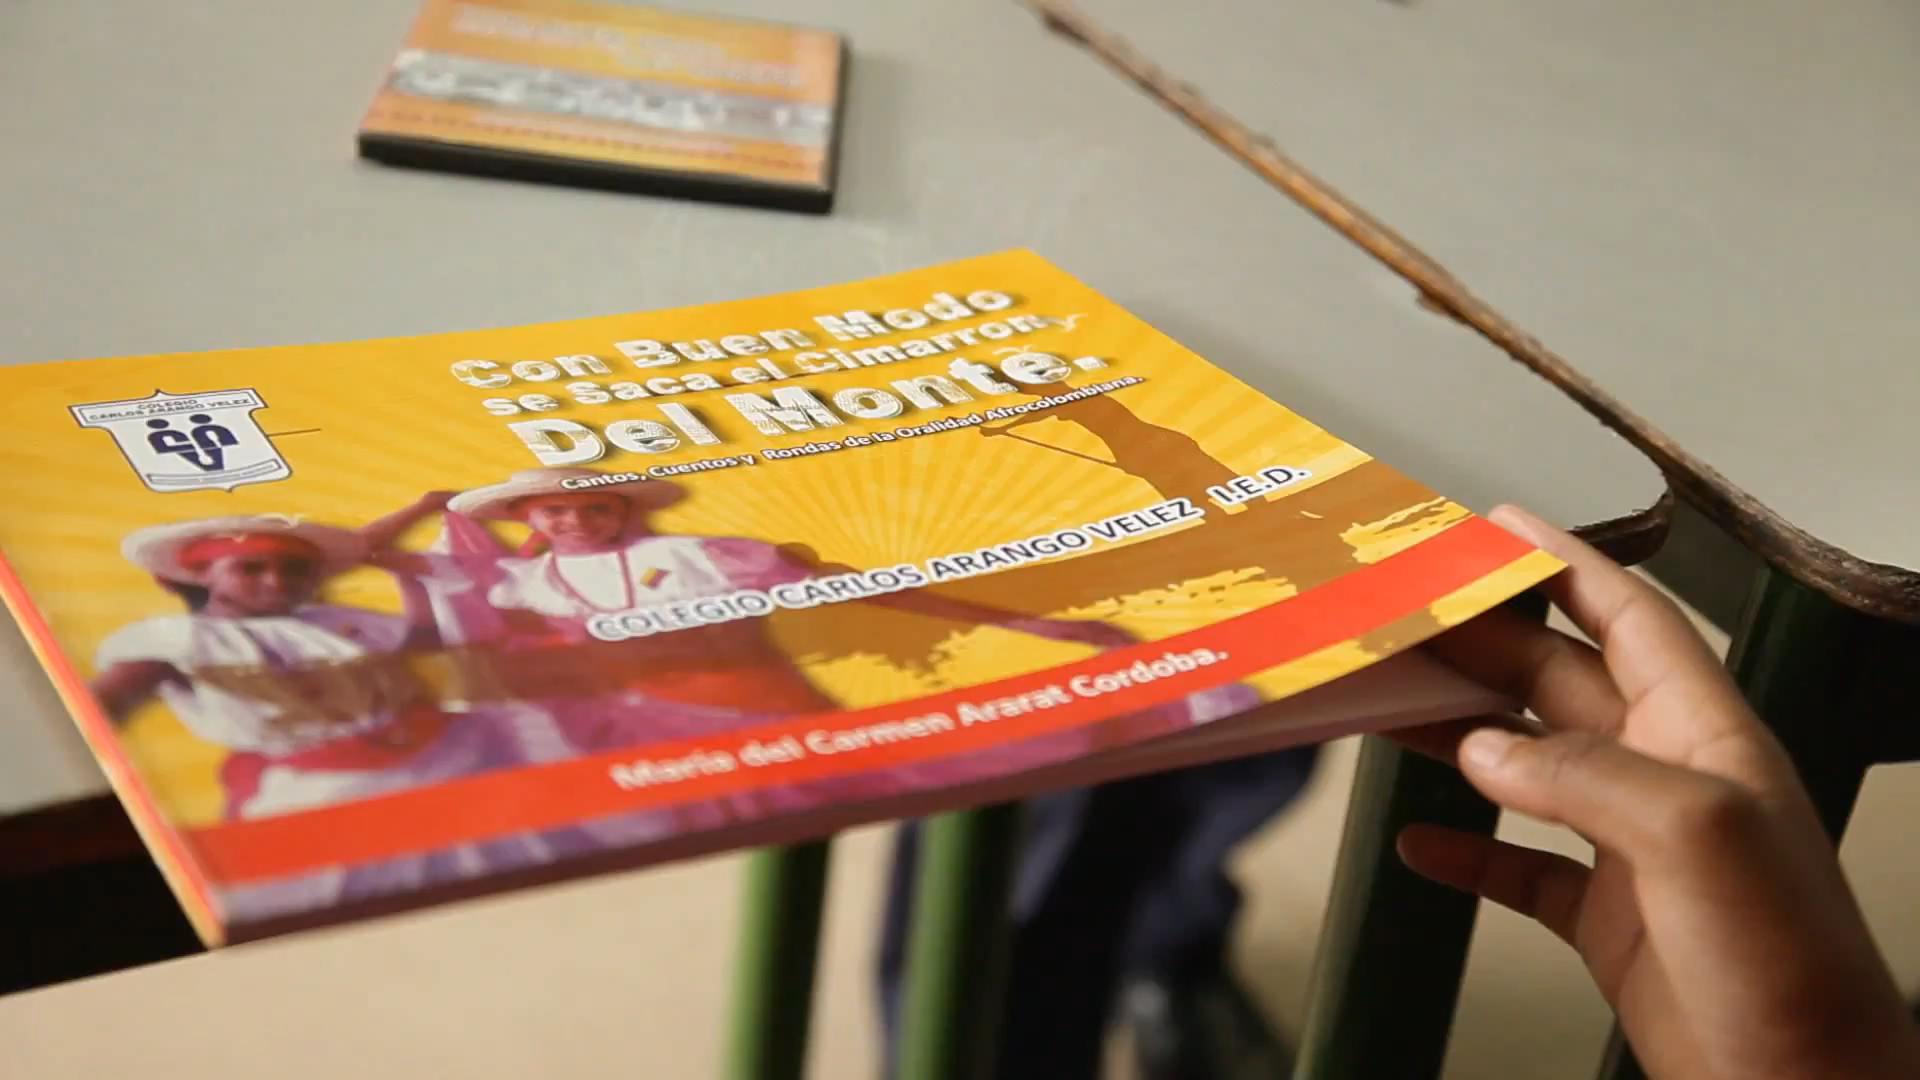 COLEGIO
CARLOS ARANGO VELEZ
Con Buen Modo
se Saca el Cimarron
Del Monte.
Cantos, Cuentos y Rondas de la Oralidad Afrocolombiana.
COLEGIO CARLOS ARANGO VELEZ I.E.D.
María del Carmen Ararat Cordoba.